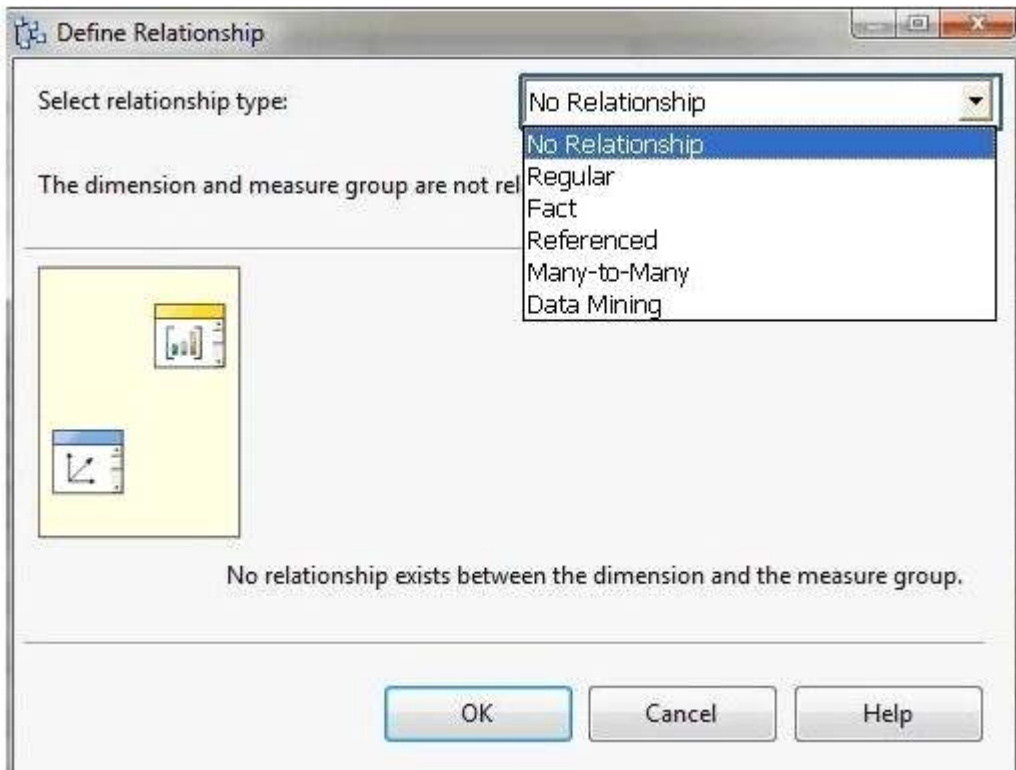 Define Relationship
Select relationship type:
No Relationship
No Relationship
Regular
Fact
Referenced
Many-to-Many
Data Mining
The dimension and measure group are not
No relationship exists between the dimension and the measure group.
OK
Cancel
Help